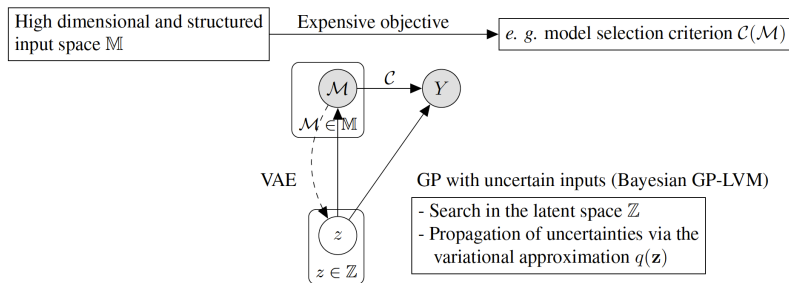 High dimensional and structured
input space 𝕄
Expensive objective
e. g. model selection criterion 𝒞(ℳ)
ℳ
𝒞
Y
ℳ ∈ 𝕄
VAE
GP with uncertain inputs (Bayesian GP-LVM)
- Search in the latent space ℤ
- Propagation of uncertainties via the
variational approximation q(𝐳)
z
z ∈ ℤ